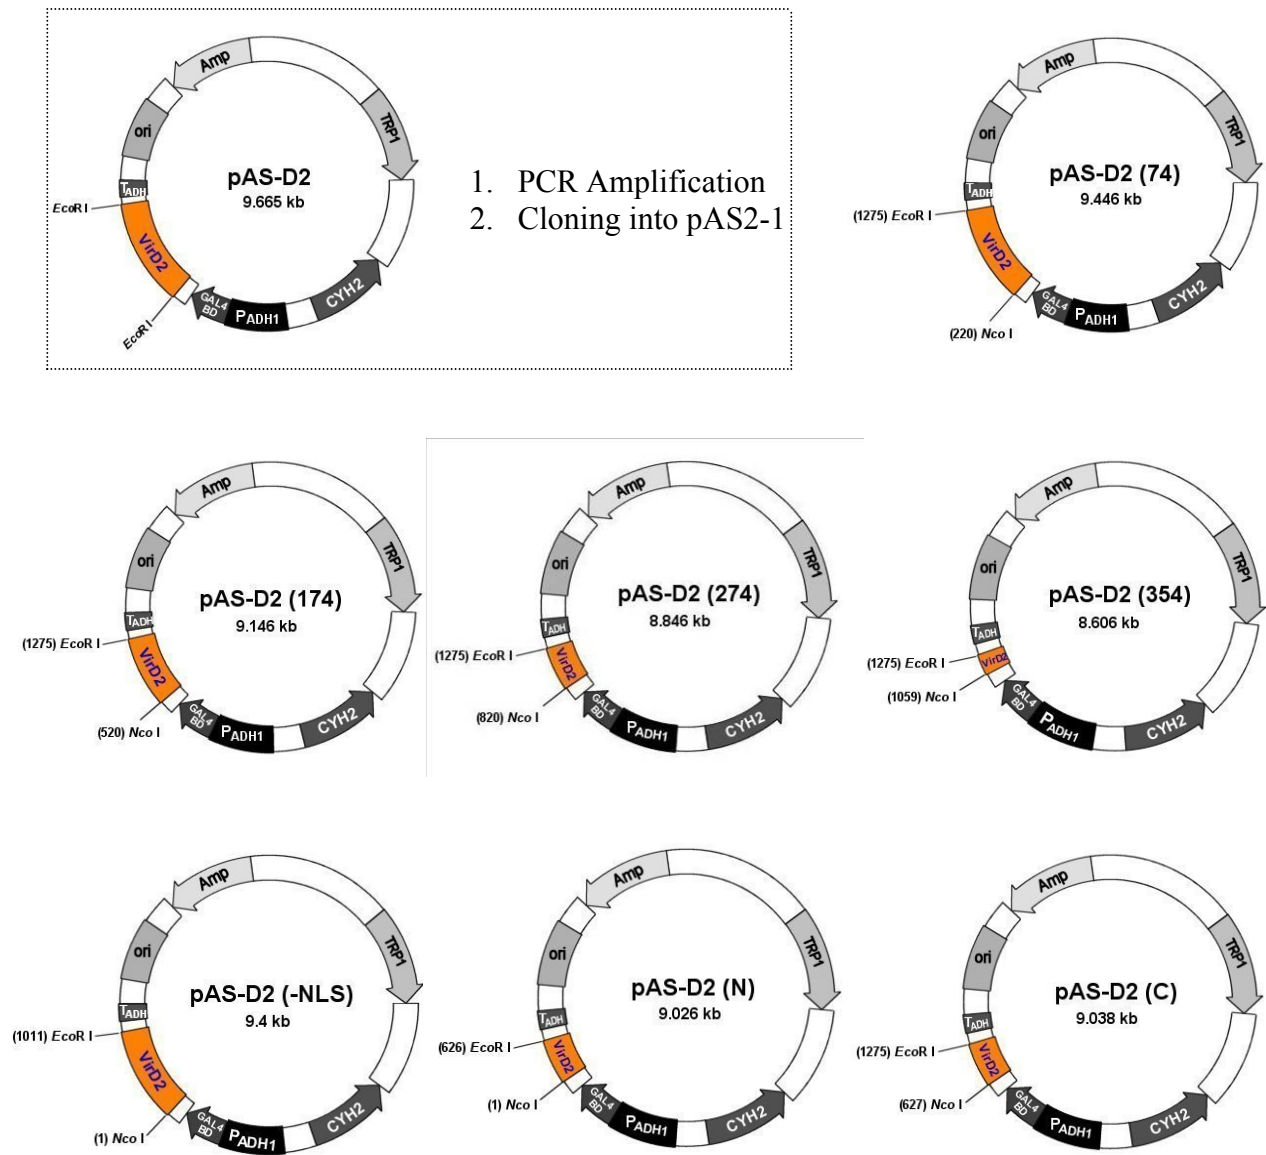 Amp
TRP1
CYH2
PADH1
GAL4
BD
EcoR I
VirD2
EcoR I
TADH
ori
pAS-D2
9.665 kb
1. PCR Amplification
2. Cloning into pAS2-1
Amp
TRP1
CYH2
PADH1
GAL4
BD
(220) Nco I
VirD2
(1275) EcoR I
TADH
ori
pAS-D2 (74)
9.446 kb
Amp
TRP1
CYH2
PADH1
GAL4
BD
(520) Nco I
VirD2
(1275) EcoR I
TADH
ori
pAS-D2 (174)
9.146 kb
Amp
TRP1
CYH2
PADH1
GAL4
BD
(820) Nco I
VirD2
(1275) EcoR I
TADH
ori
pAS-D2 (274)
8.846 kb
Amp
TRP1
CYH2
PADH1
GAL4
BD
(1059) Nco I
VirD2
(1275) EcoR I
TADH
ori
pAS-D2 (354)
8.606 kb
Amp
TRP1
CYH2
PADH1
GAL4
BD
(1) Nco I
VirD2
(1011) EcoR I
TADH
ori
pAS-D2 (-NLS)
9.4 kb
Amp
TRP1
CYH2
PADH1
GAL4
BD
(1) Nco I
VirD2
(626) EcoR I
TADH
ori
pAS-D2 (N)
9.026 kb
Amp
TRP1
CYH2
PADH1
GAL4
BD
(627) Nco I
VirD2
(1275) EcoR I
TADH
ori
pAS-D2 (C)
9.038 kb